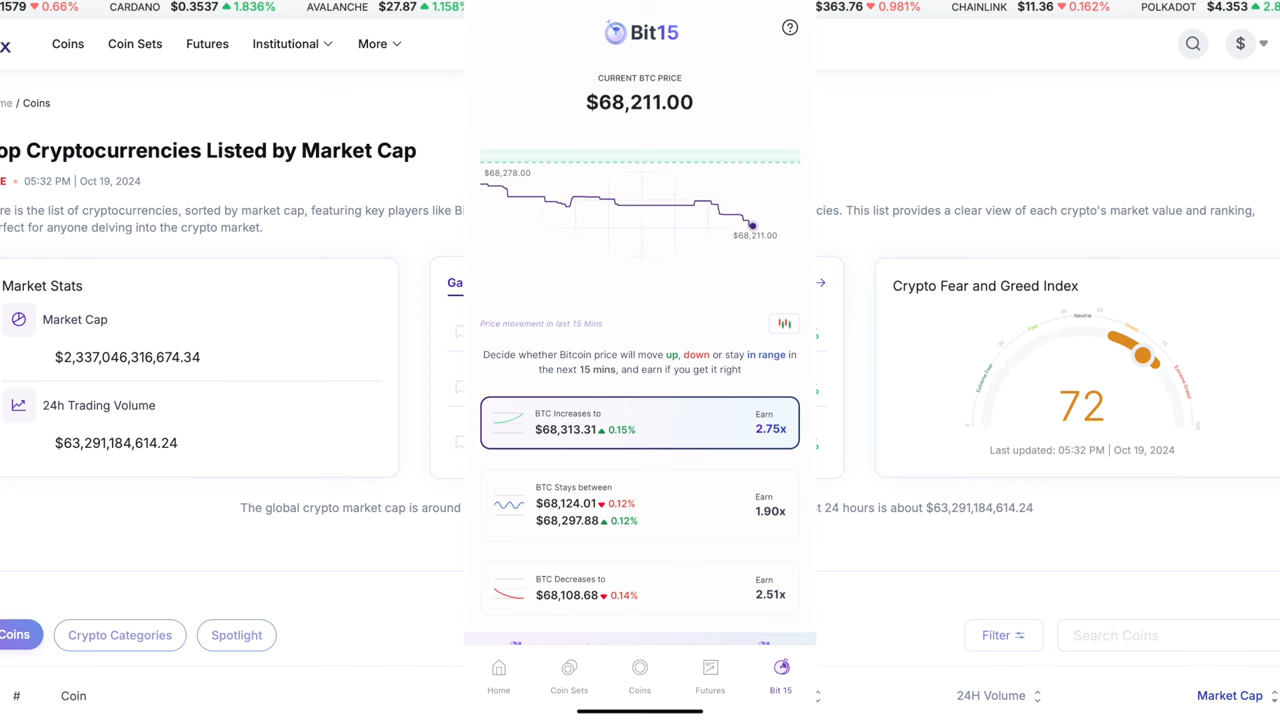 1579 ▼ 0.66% CARDANO $0.3537 ▲ 1.836% AVALANCHE $27.87 ▲ 1.158%
$363.76 ▼ 0.981% CHAINLINK $11.36 ▼ 0.162% POLKADOT $4.353 ▲ 2.8
x Coins Coin Sets Futures Institutional More
$
me / Coins
op Cryptocurrencies Listed by Market Cap
E • 05:32 PM | Oct 19, 2024
re is the list of cryptocurrencies, sorted by market cap, featuring key players like Bi
cies. This list provides a clear view of each crypto's market value and ranking,
rfect for anyone delving into the crypto market.
Market Stats
Market Cap
$2,337,046,316,674.34
24h Trading Volume
$63,291,184,614.24
Ga
Bit15
?
CURRENT BTC PRICE
$68,211.00
$68,278.00
$68,211.00
Price movement in last 15 Mins
Decide whether Bitcoin price will move up, down or stay in range in
the next 15 mins, and earn if you get it right
BTC Increases to
$68,313.31 ▲ 0.15%
Earn
2.75x
BTC Stays between
$68,124.01 ▼ 0.12%
$68,297.88 ▲ 0.12%
Earn
1.90x
BTC Decreases to
$68,108.68 ▼ 0.14%
Earn
2.51x
Home Coin Sets Coins Futures Bit 15
Crypto Fear and Greed Index
Extreme Fear
Fear
Neutral
Greed
Extreme Greed
72
Last updated: 05:32 PM | Oct 19, 2024
The global crypto market cap is around
t 24 hours is about $63,291,184,614.24
Coins Crypto Categories Spotlight
Filter Search Coins
# Coin
24H Volume Market Cap